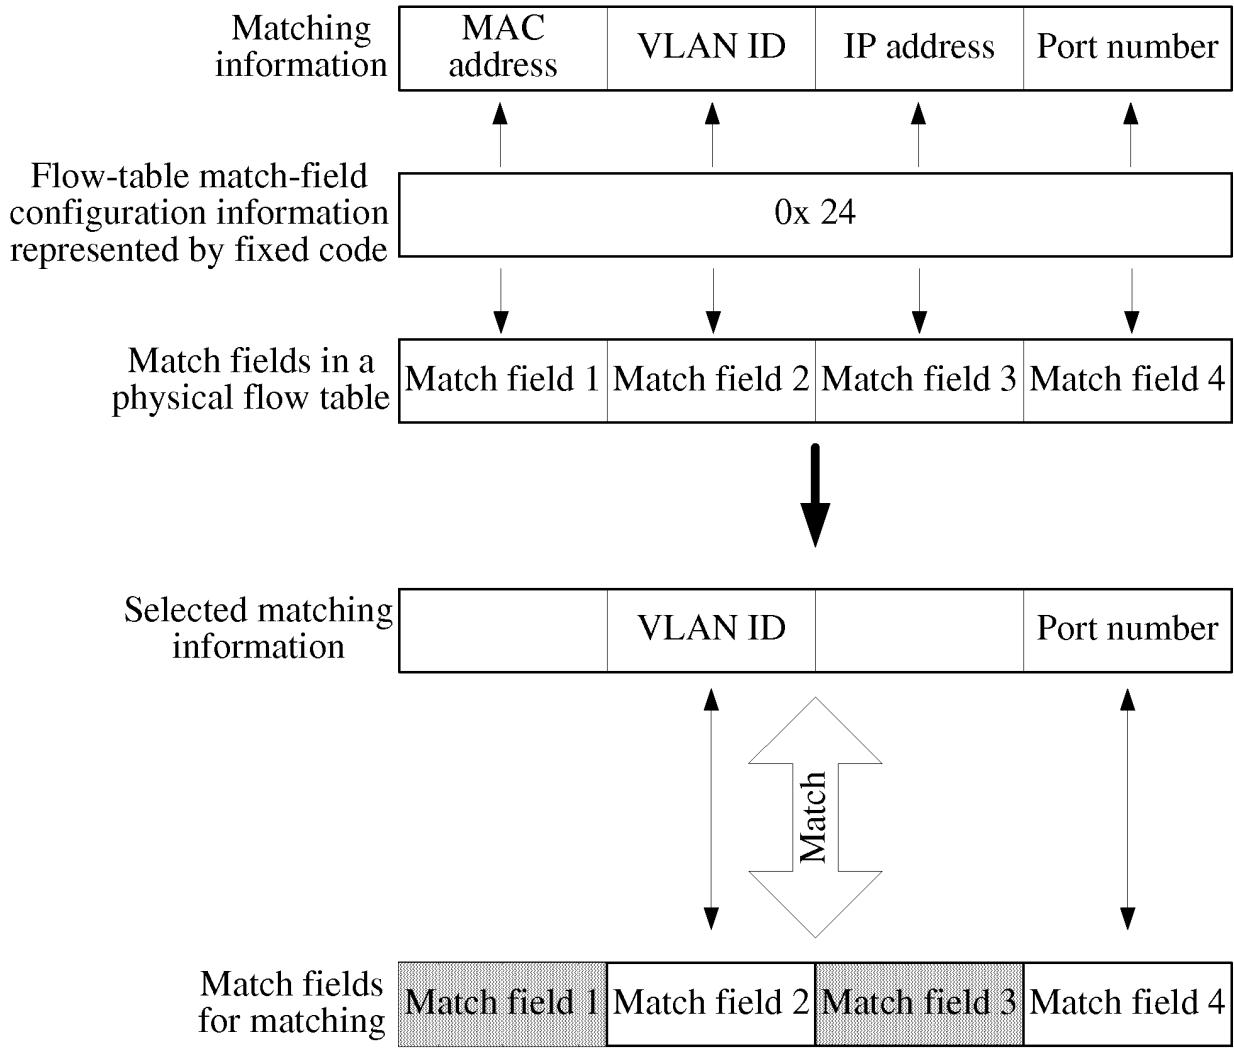 Matching
information
MAC
address
VLAN ID
IP address
Port number
Flow-table match-field
configuration information
represented by fixed code
0x 24
Match fields in a
physical flow table
Match field 1
Match field 2
Match field 3
Match field 4
Selected matching
information
VLAN ID
Port number
Match
Match fields
for matching
Match field 1
Match field 2
Match field 3
Match field 4